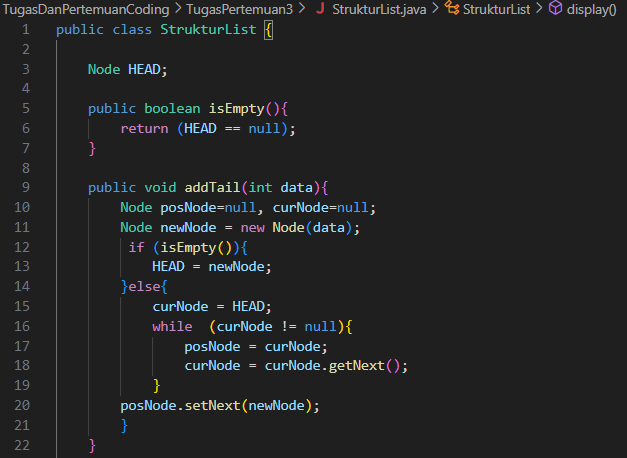 TugasDanPertemuanCoding > TugasPertemuan3 > J StrukturList.java > StrukturList > display()
1 public class StrukturList {
2
3 Node HEAD;
4
5 public boolean isEmpty(){
6 return (HEAD == null);
7 }
8
9 public void addTail(int data){
10 Node posNode=null, curNode=null;
11 Node newNode = new Node(data);
12 if (isEmpty()){
13 HEAD = newNode;
14 }else{
15 curNode = HEAD;
16 while  (curNode != null){
17 posNode = curNode;
18 curNode = curNode.getNext();
19 }
20 posNode.setNext(newNode);
21 }
22 }